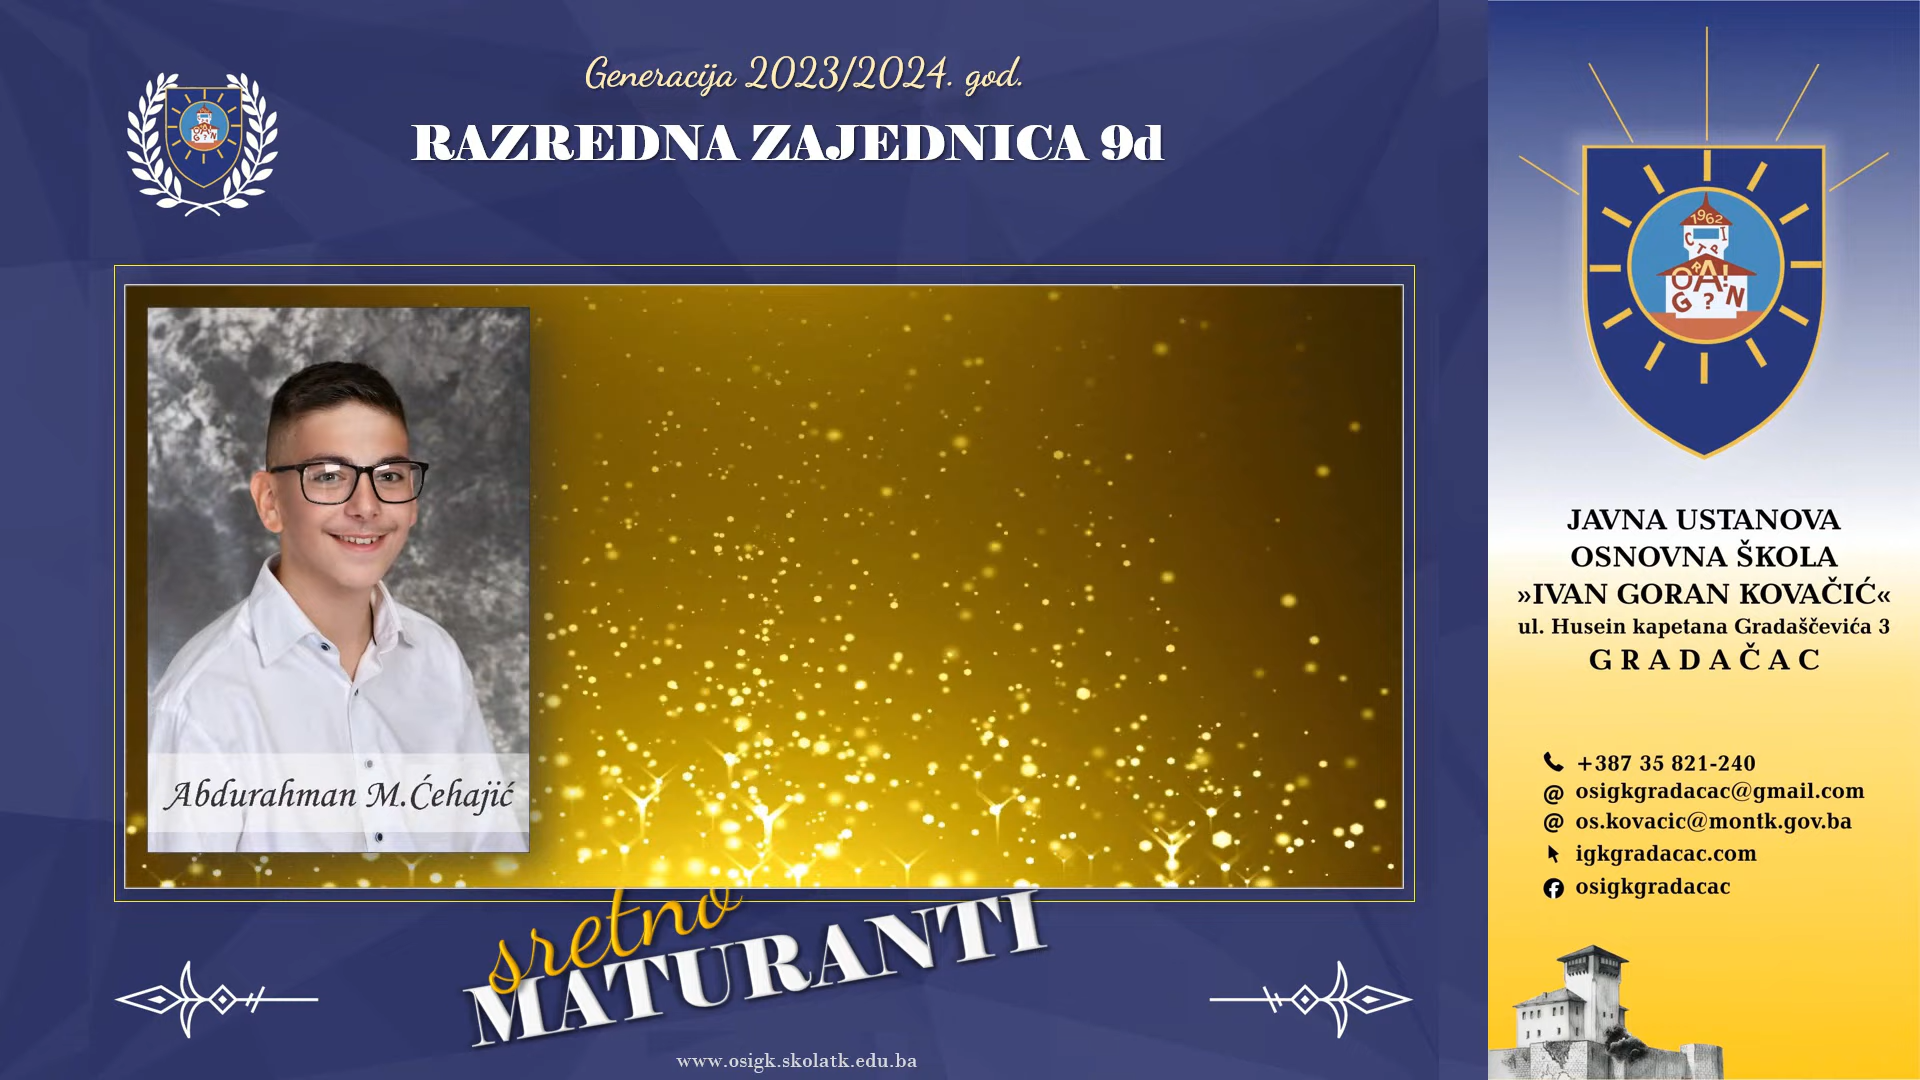 Generacija 2023/2024. god.
RAZREDNA ZAJEDNICA 9d
Abdurahman M.Ćehajić
sretno
MATURANTI
www.osigk.skolatk.edu.ba
1962
JAVNA USTANOVA
OSNOVNA ŠKOLA
»IVAN GORAN KOVAČIĆ«
ul. Husein kapetana Gradaščevića 3
G R A D A Č A C
+387 35 821-240
@ osigkgradacac@gmail.com
@ os.kovacic@montk.gov.ba
igkgradacac.com
osigkgradacac